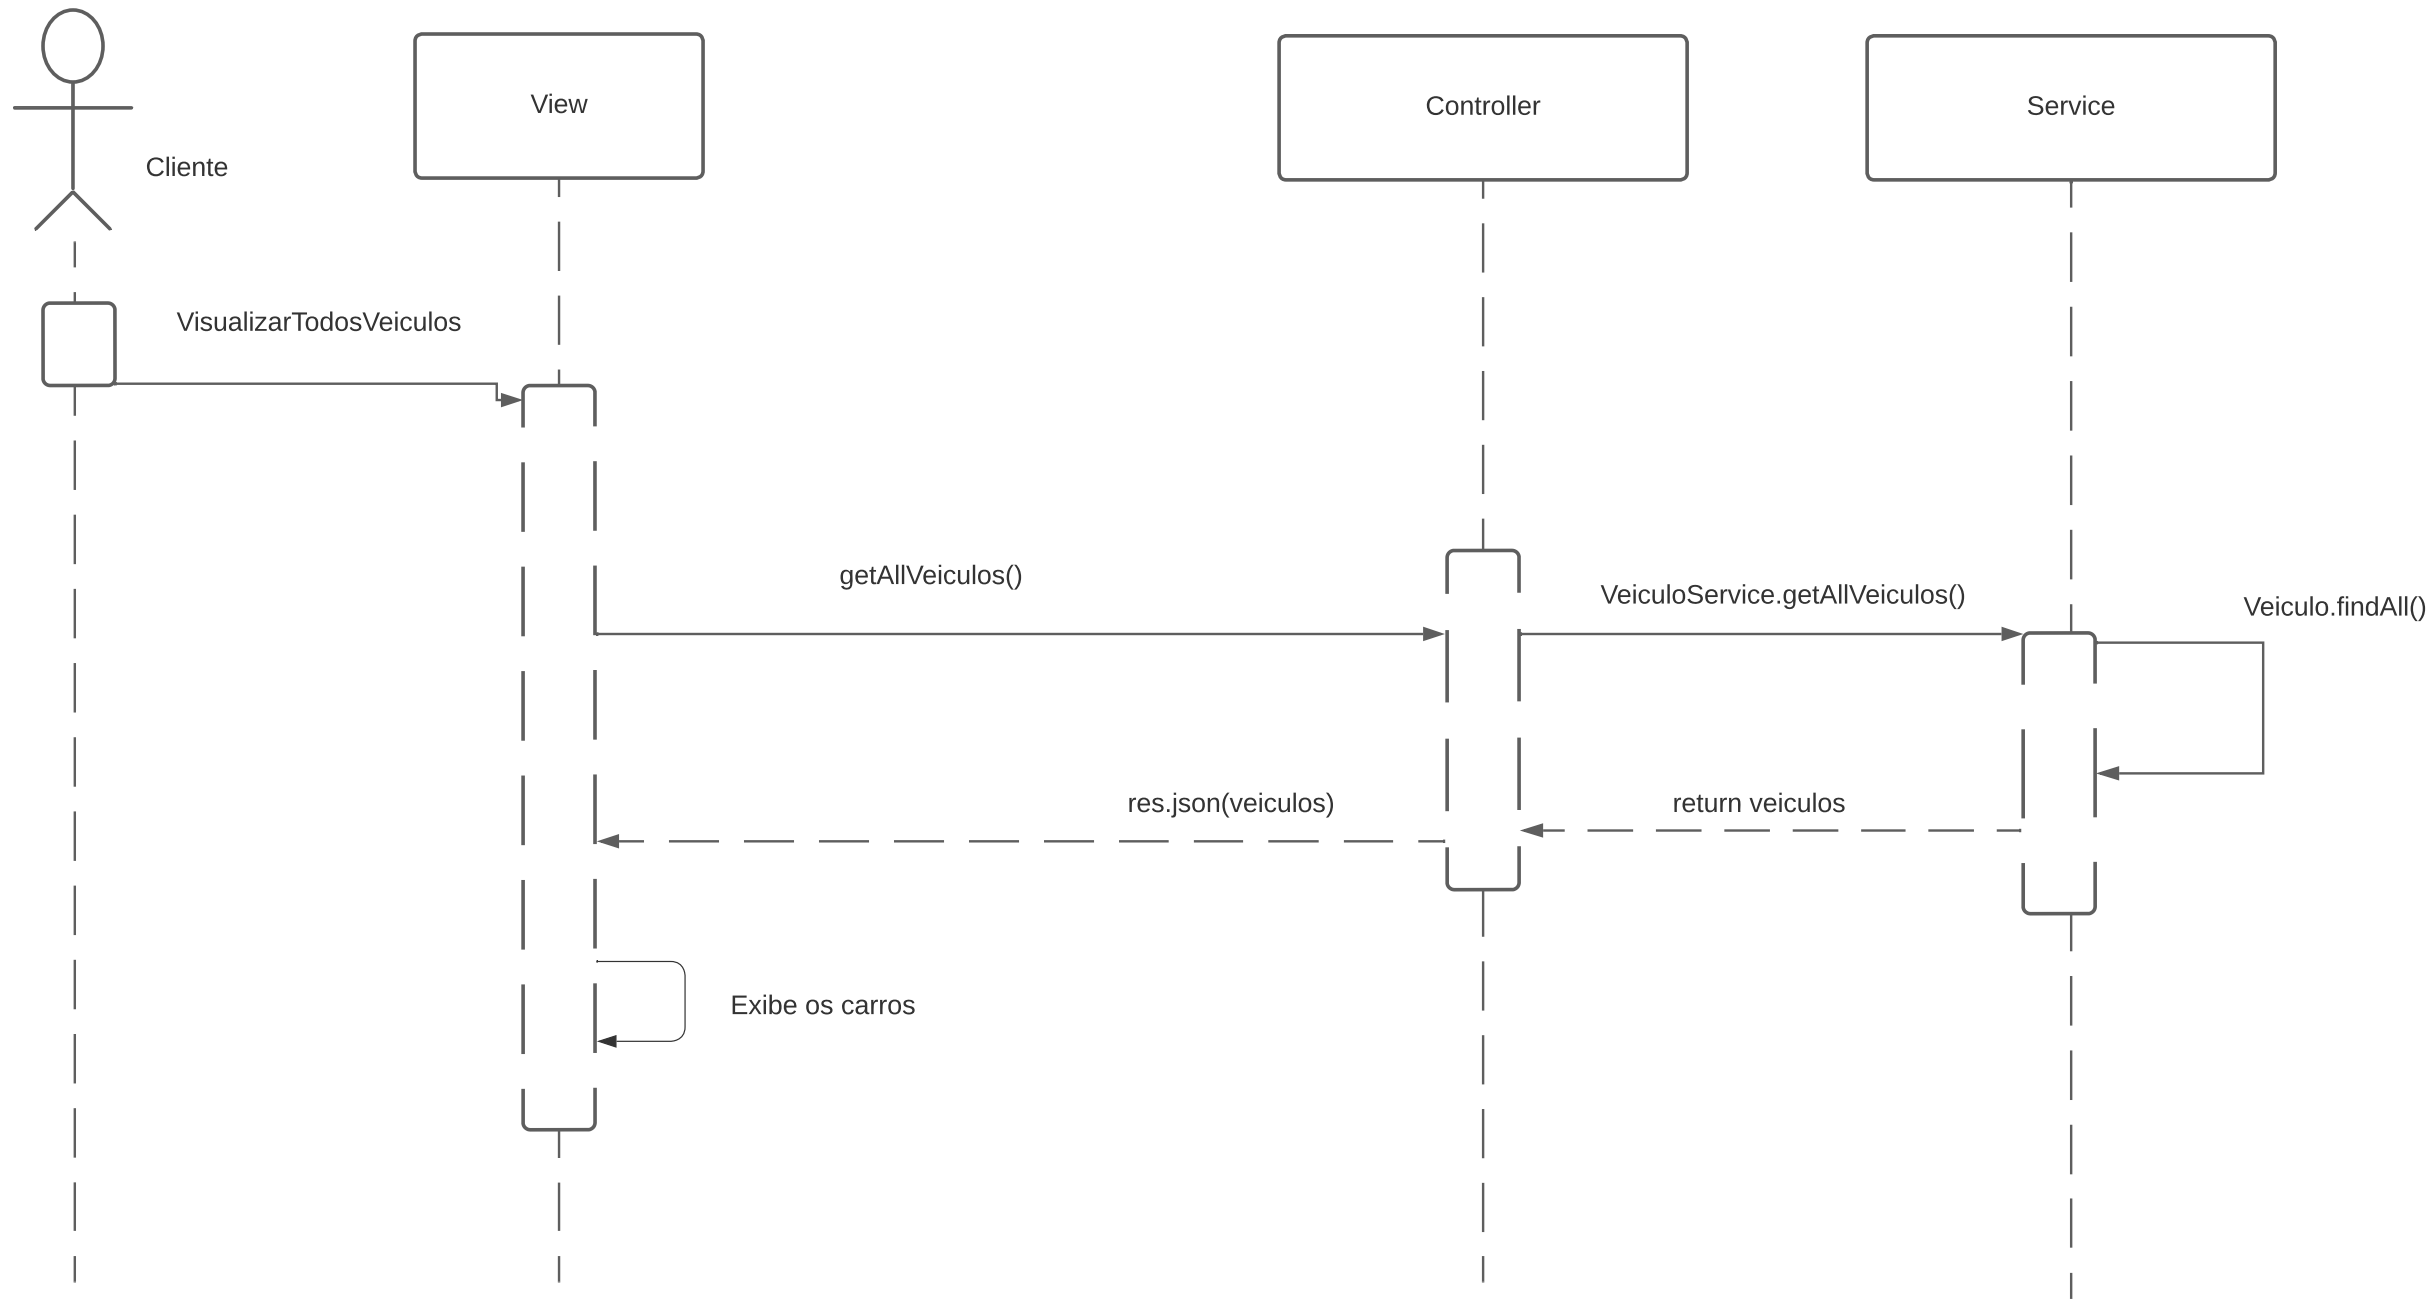 View
Controller
Service
Cliente
VisualizarTodosVeiculos
getAllVeiculos()
VeiculoService.getAllVeiculos()
Veiculo.findAll()
res.json(veiculos)
return veiculos
Exibe os carros